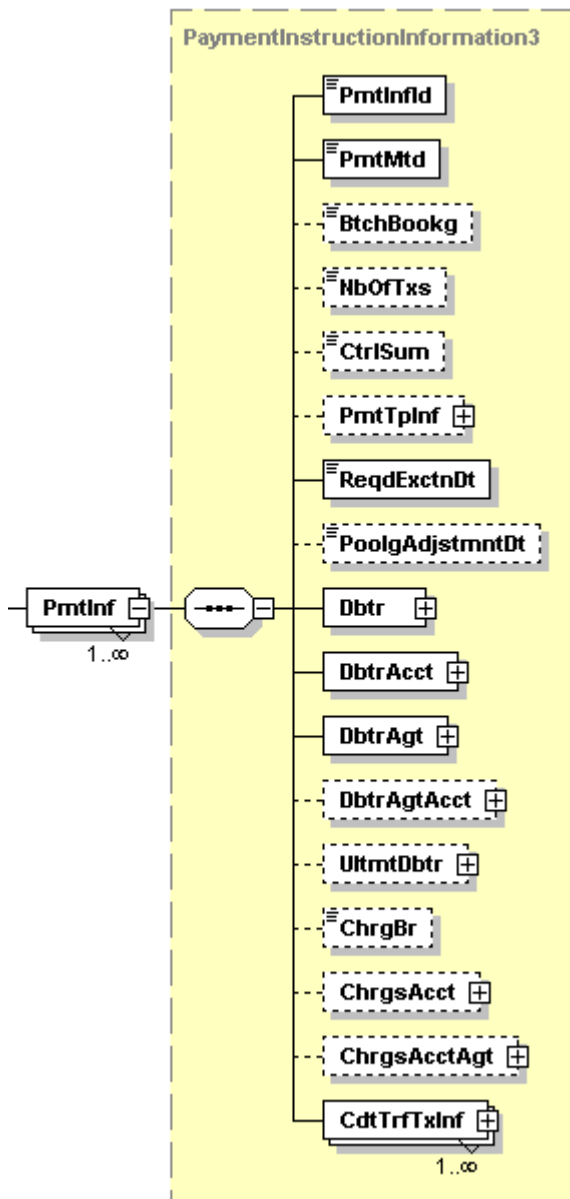 PaymentInstructionInformation3
PmtInfId
PmtMtd
BtchBookg
NbOfTxs
CtrlSum
PmtTpInf
ReqdExctnDt
PoolgAdjstmntDt
PmtInf
1..∞
Dbtr
DbtrAcct
DbtrAgt
DbtrAgtAcct
UltmtDbtr
ChrgBr
ChrgsAcct
ChrgsAcctAgt
CdtTrfTxInf
1..∞